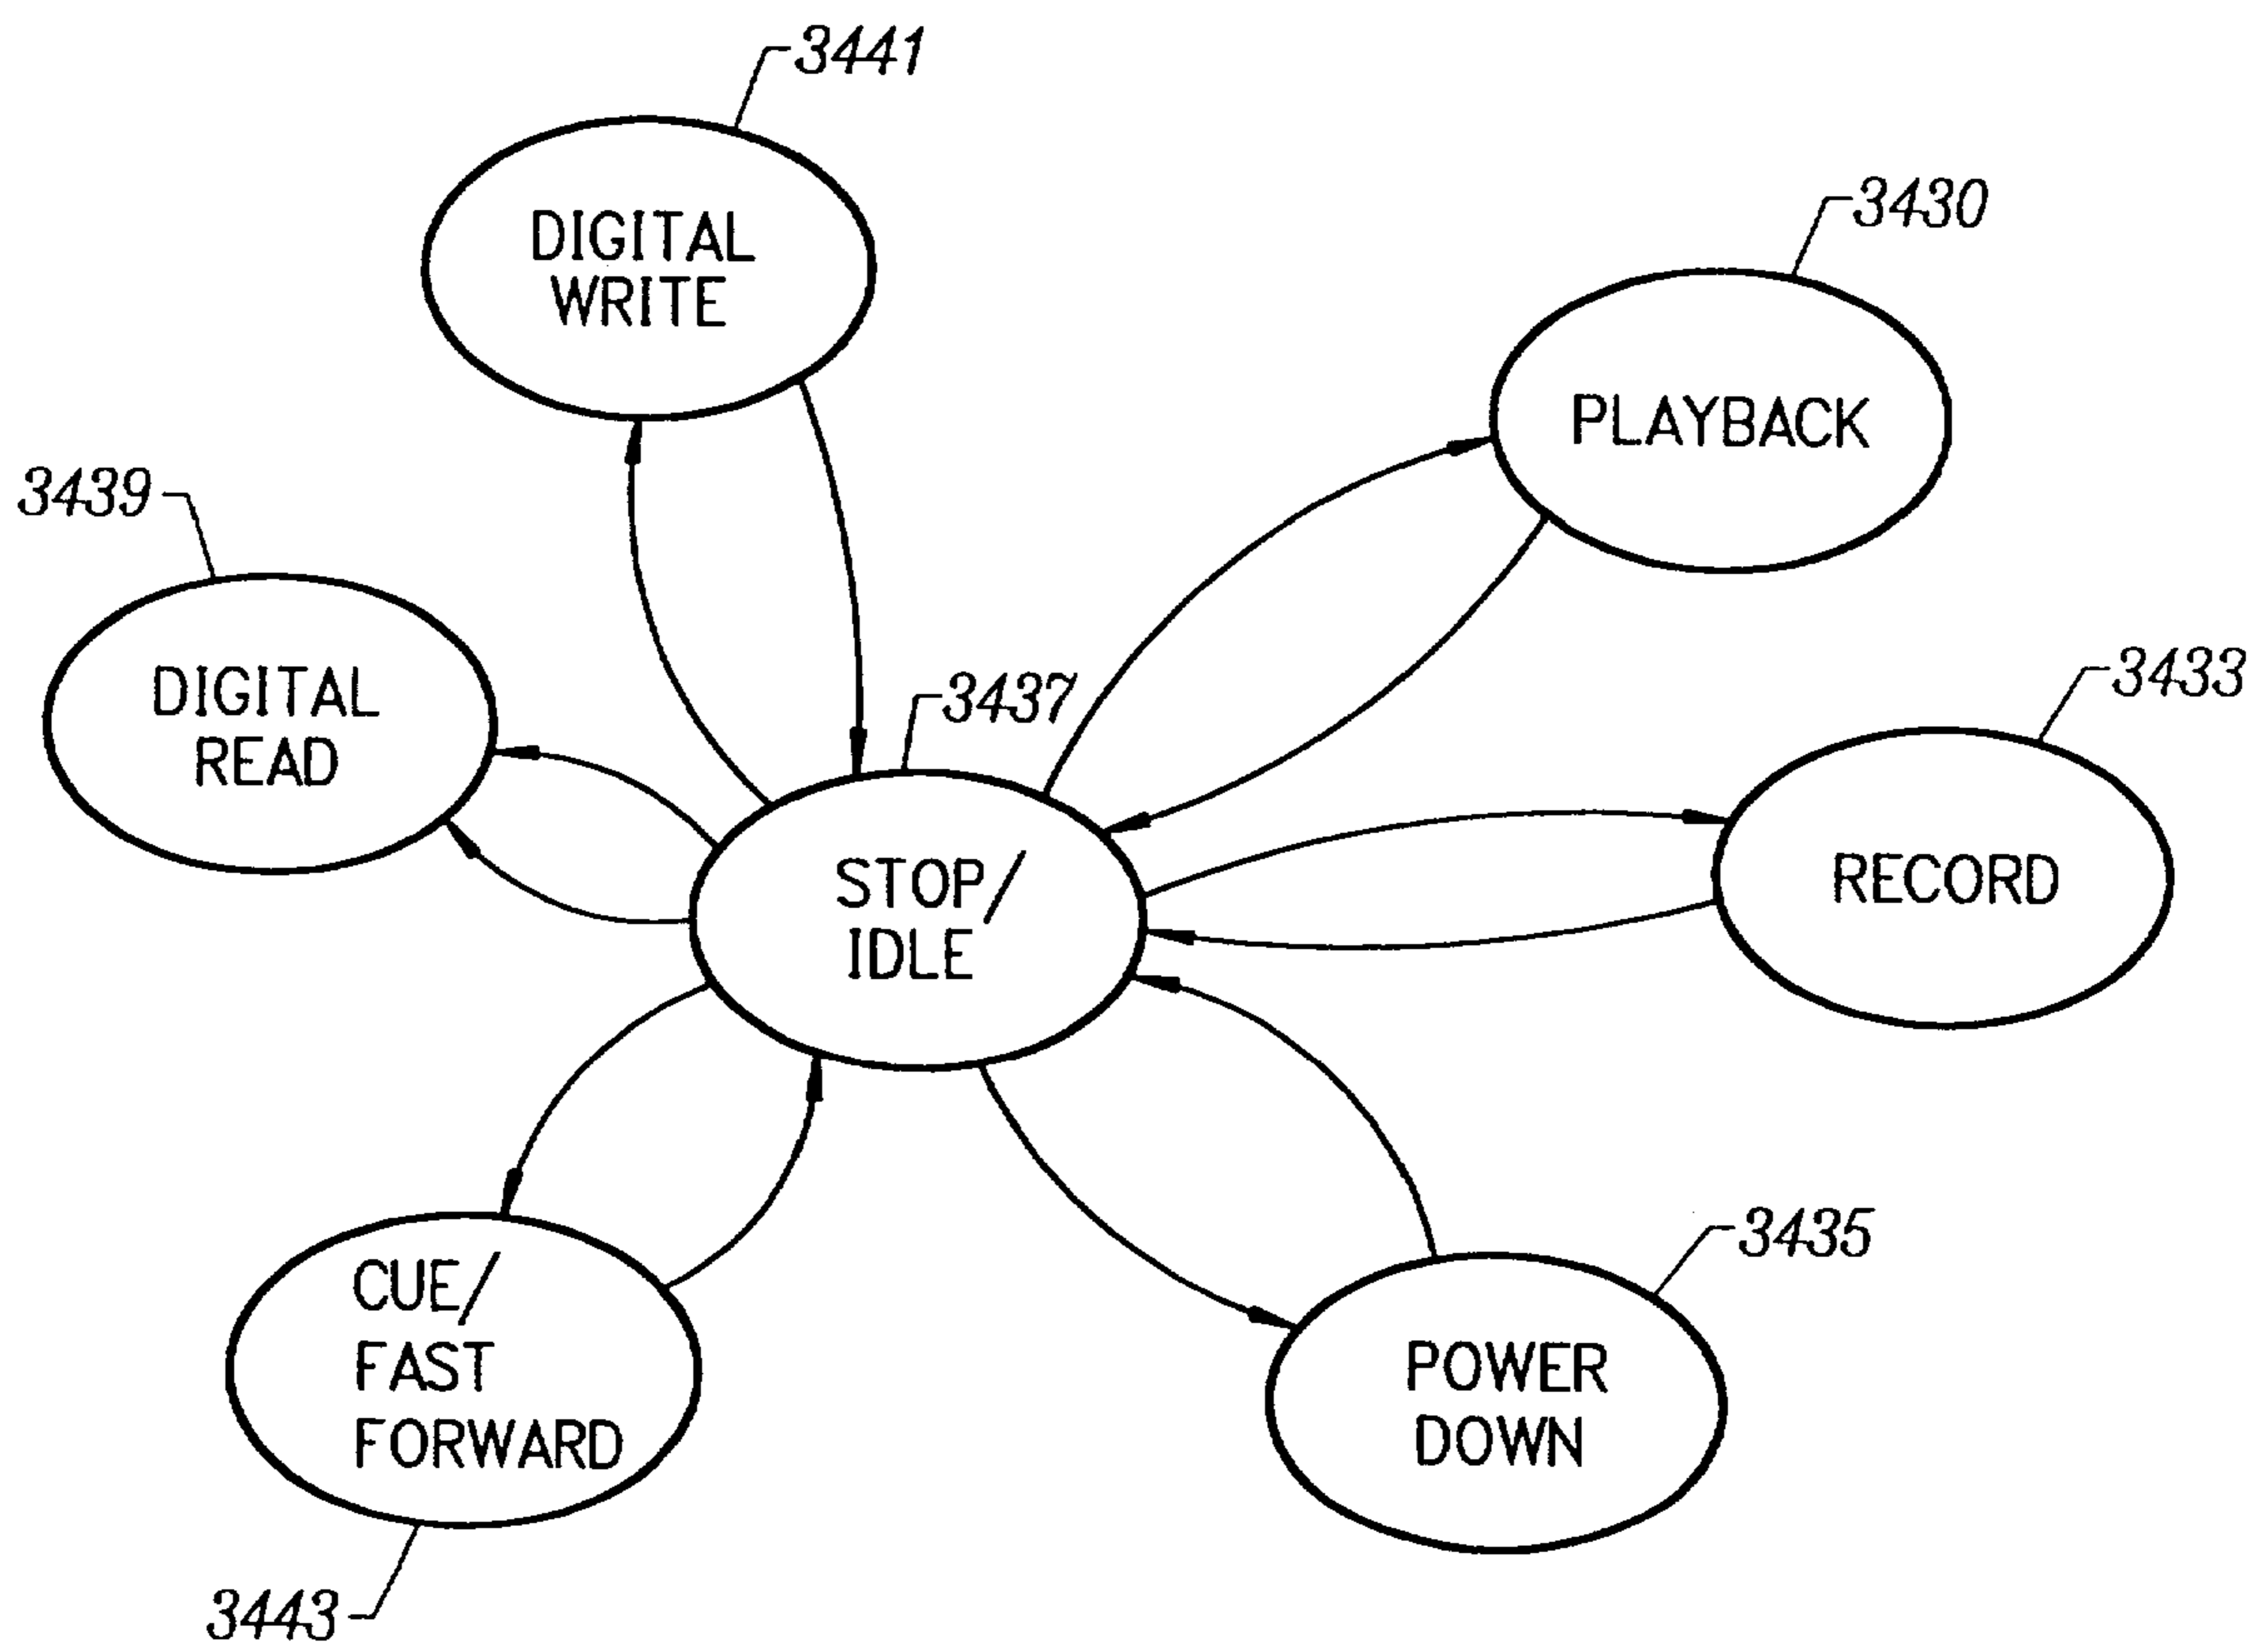 3441
DIGITAL
WRITE
3430
PLAYBACK
3439
DIGITAL
READ
3437
STOP/
IDLE
3433
RECORD
CUE/
FAST
FORWARD
3443
3435
POWER
DOWN